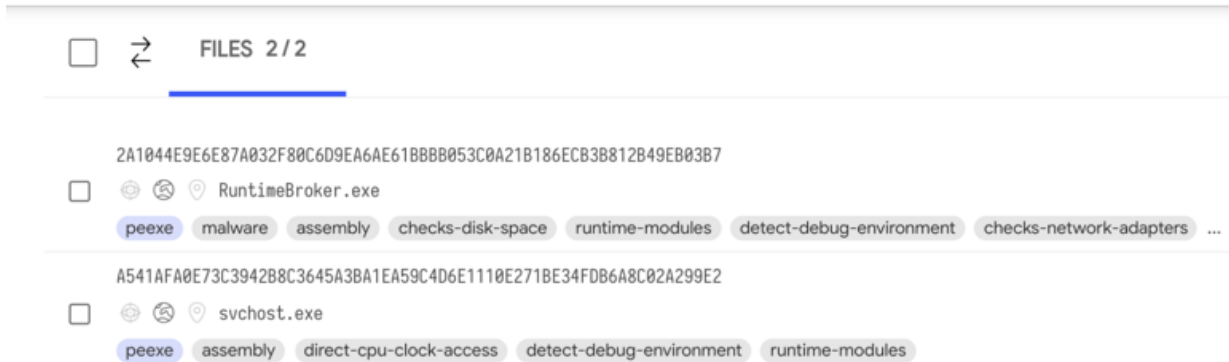 FILES 2/2
2A1044E9E6E87A032F80C6D9EA6AE61BBBB053C0A21B186ECB3B812B49EB03B7
RuntimeBroker.exe
peexe malware assembly checks-disk-space runtime-modules detect-debug-environment checks-network-adapters ...
A541AFA0E73C3942B8C3645A3BA1EA59C4D6E1110E271BE34FDB6A8C02A299E2
svchost.exe
peexe assembly direct-cpu-clock-access detect-debug-environment runtime-modules